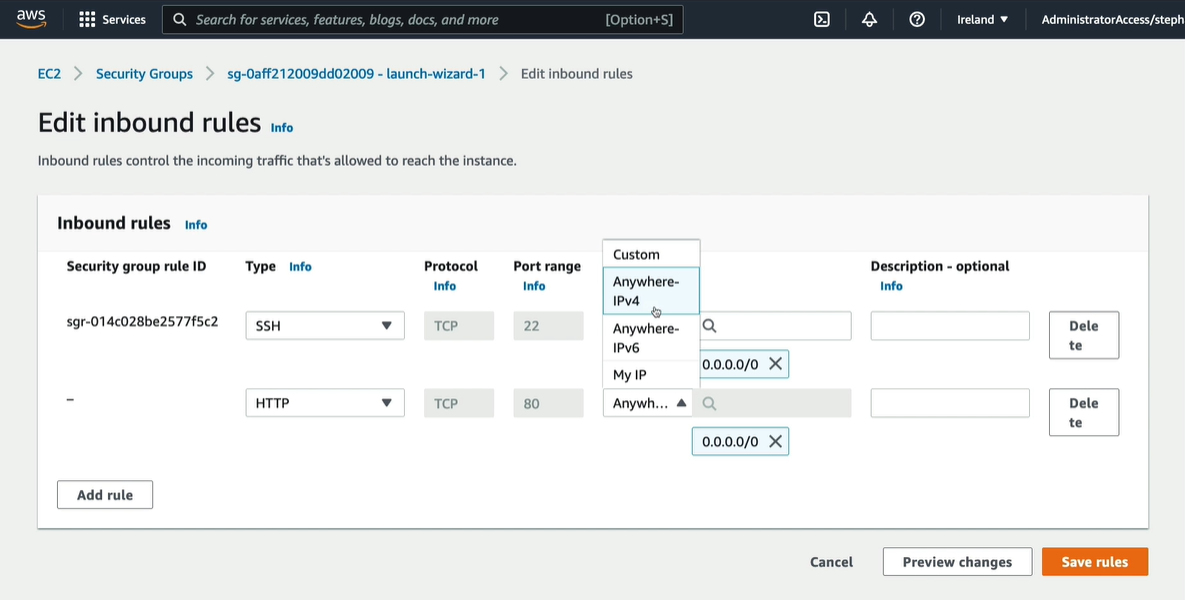 aws
Services
Search for services, features, blogs, docs, and more
[Option+S]
Ireland
AdministratorAccess/steph
EC2
Security Groups
sg-0aff212009dd02009 - launch-wizard-1
Edit inbound rules
Edit inbound rules
Info
Inbound rules control the incoming traffic that's allowed to reach the instance.
Inbound rules
Info
Security group rule ID
Type
Info
Protocol
Info
Port range
Info
Description - optional
Info
sgr-014c028be2577f5c2
SSH
TCP
22
Custom
Anywhere-
IPv4
Anywhere-
IPv6
My IP
0.0.0.0/0
Dele
te
–
HTTP
TCP
80
Anywh...
0.0.0.0/0
Dele
te
Add rule
Cancel
Preview changes
Save rules